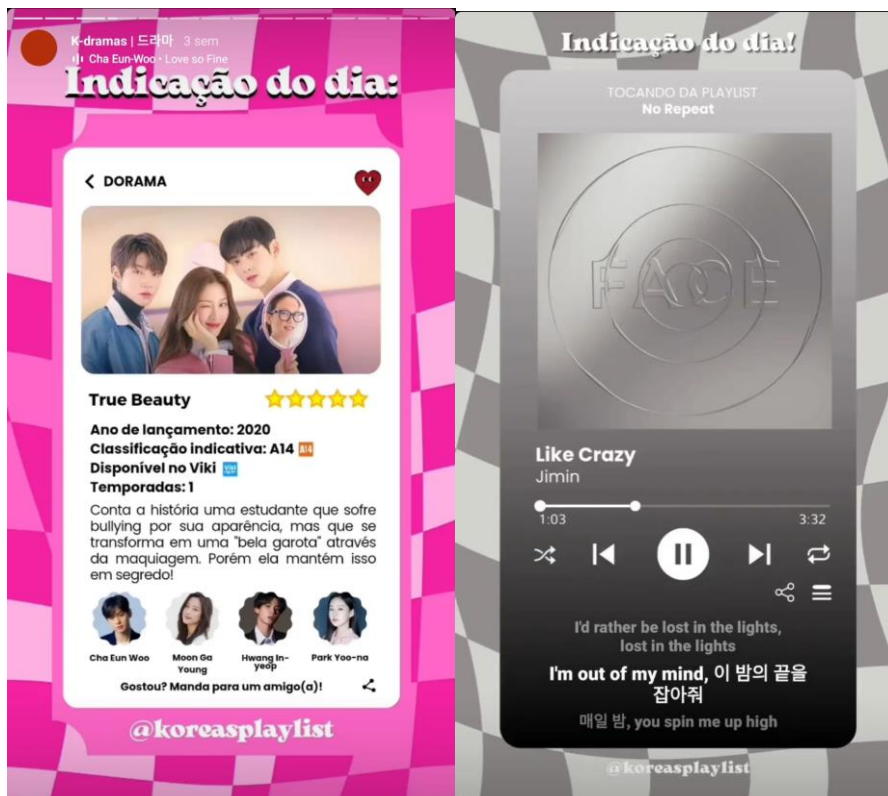 K-dramas | 드라마 3 sem
Cha Eun-Woo • Love so Fine
Indicação do dia:
DORAMA
True Beauty
Ano de lançamento: 2020
Classificação indicativa: A14 A14
Disponível no Viki
Temporadas: 1
Conta a história uma estudante que sofre
bullying por sua aparência, mas que se
transforma em uma "bela garota" através
da maquiagem. Porém ela mantém isso
em segredo!
Cha Eun Woo
Moon Ga
Young
Hwang In-
yeop
Park Yoo-na
Gostou? Manda para um amigo(a)!
@koreasplaylist
Indicação do dia!
TOCANDO DA PLAYLIST
No Repeat
FACE
Like Crazy
Jimin
1:03
3:32
I'd rather be lost in the lights,
lost in the lights
I'm out of my mind, 이 밤의 끝을
잡아줘
매일 밤, you spin me up high
@koreasplaylist